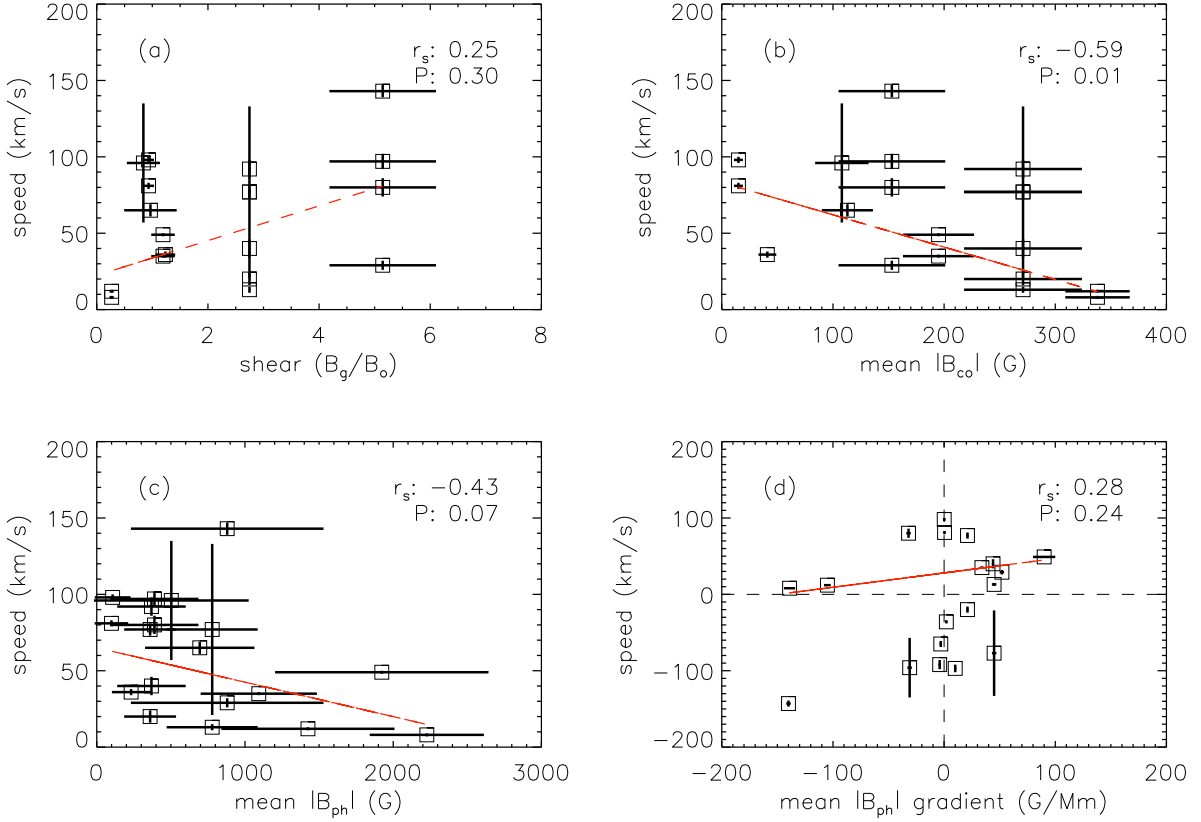 200
150
100
50
0
speed (km/s)
(a)
r_s: 0.25
P: 0.30
0 2 4 6 8
shear (B_g/B_o)
200
150
100
50
0
speed (km/s)
(b)
r_s: −0.59
P: 0.01
0 100 200 300 400
mean |B_co| (G)
200
150
100
50
0
speed (km/s)
(c)
r_s: −0.43
P: 0.07
0 1000 2000 3000
mean |B_ph| (G)
200
100
0
−100
−200
speed (km/s)
(d)
r_s: 0.28
P: 0.24
−200 −100 0 100 200
mean |B_ph| gradient (G/Mm)